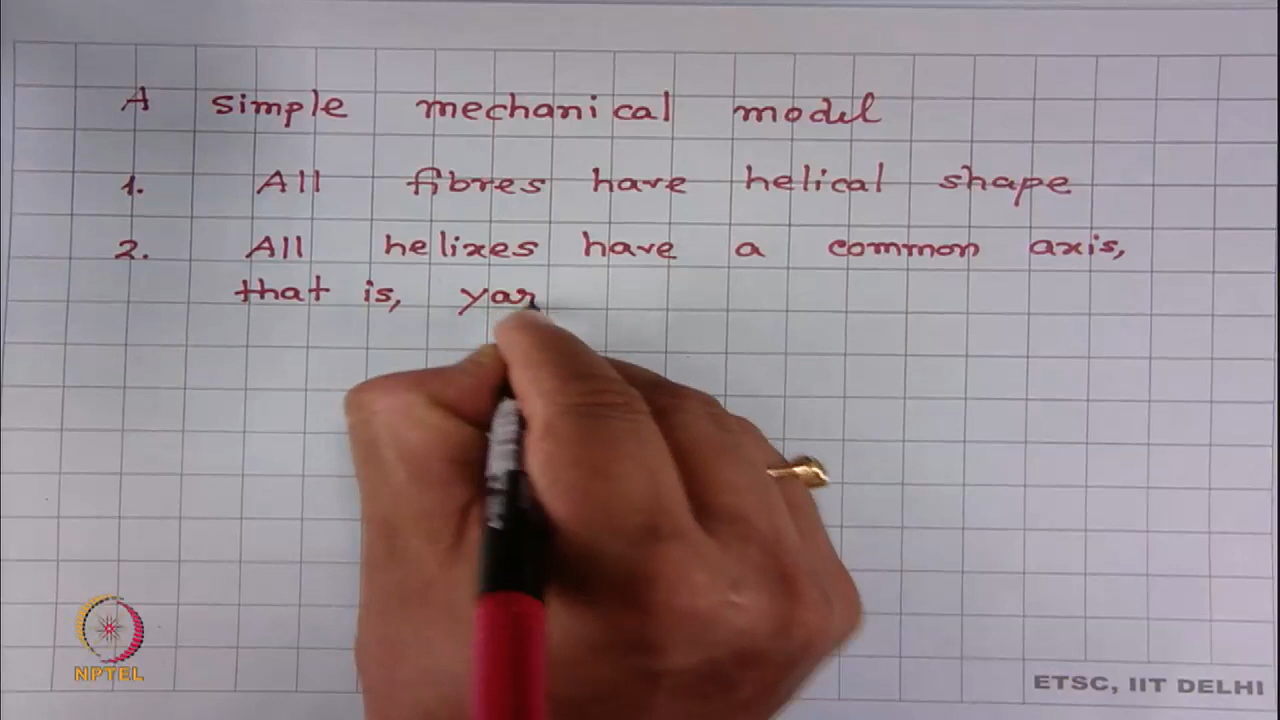 A simple mechanical model
1. All fibres have helical shape
2. All helixes have a common axis,
that is, yar
NPTEL
ETSC, IIT DELHI